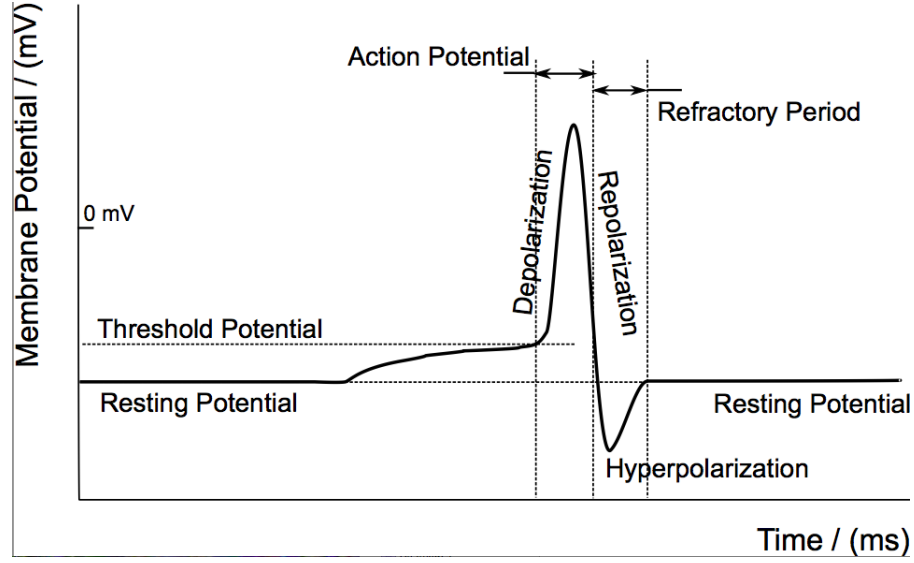 Membrane Potential / (mV)
Action Potential
Refractory Period
0 mV
Depolarization
Repolarization
Threshold Potential
Resting Potential
Resting Potential
Hyperpolarization
Time / (ms)